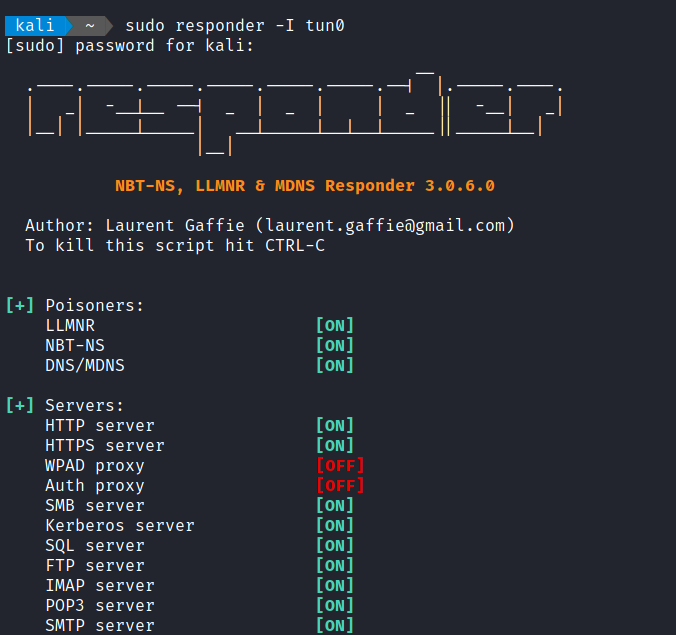 kali ~ sudo responder -I tun0
[sudo] password for kali:
responder
NBT-NS, LLMNR & MDNS Responder 3.0.6.0
Author: Laurent Gaffie (laurent.gaffie@gmail.com)
To kill this script hit CTRL-C
[+] Poisoners:
LLMNR [ON]
NBT-NS [ON]
DNS/MDNS [ON]
[+] Servers:
HTTP server [ON]
HTTPS server [ON]
WPAD proxy [OFF]
Auth proxy [OFF]
SMB server [ON]
Kerberos server [ON]
SQL server [ON]
FTP server [ON]
IMAP server [ON]
POP3 server [ON]
SMTP server [ON]